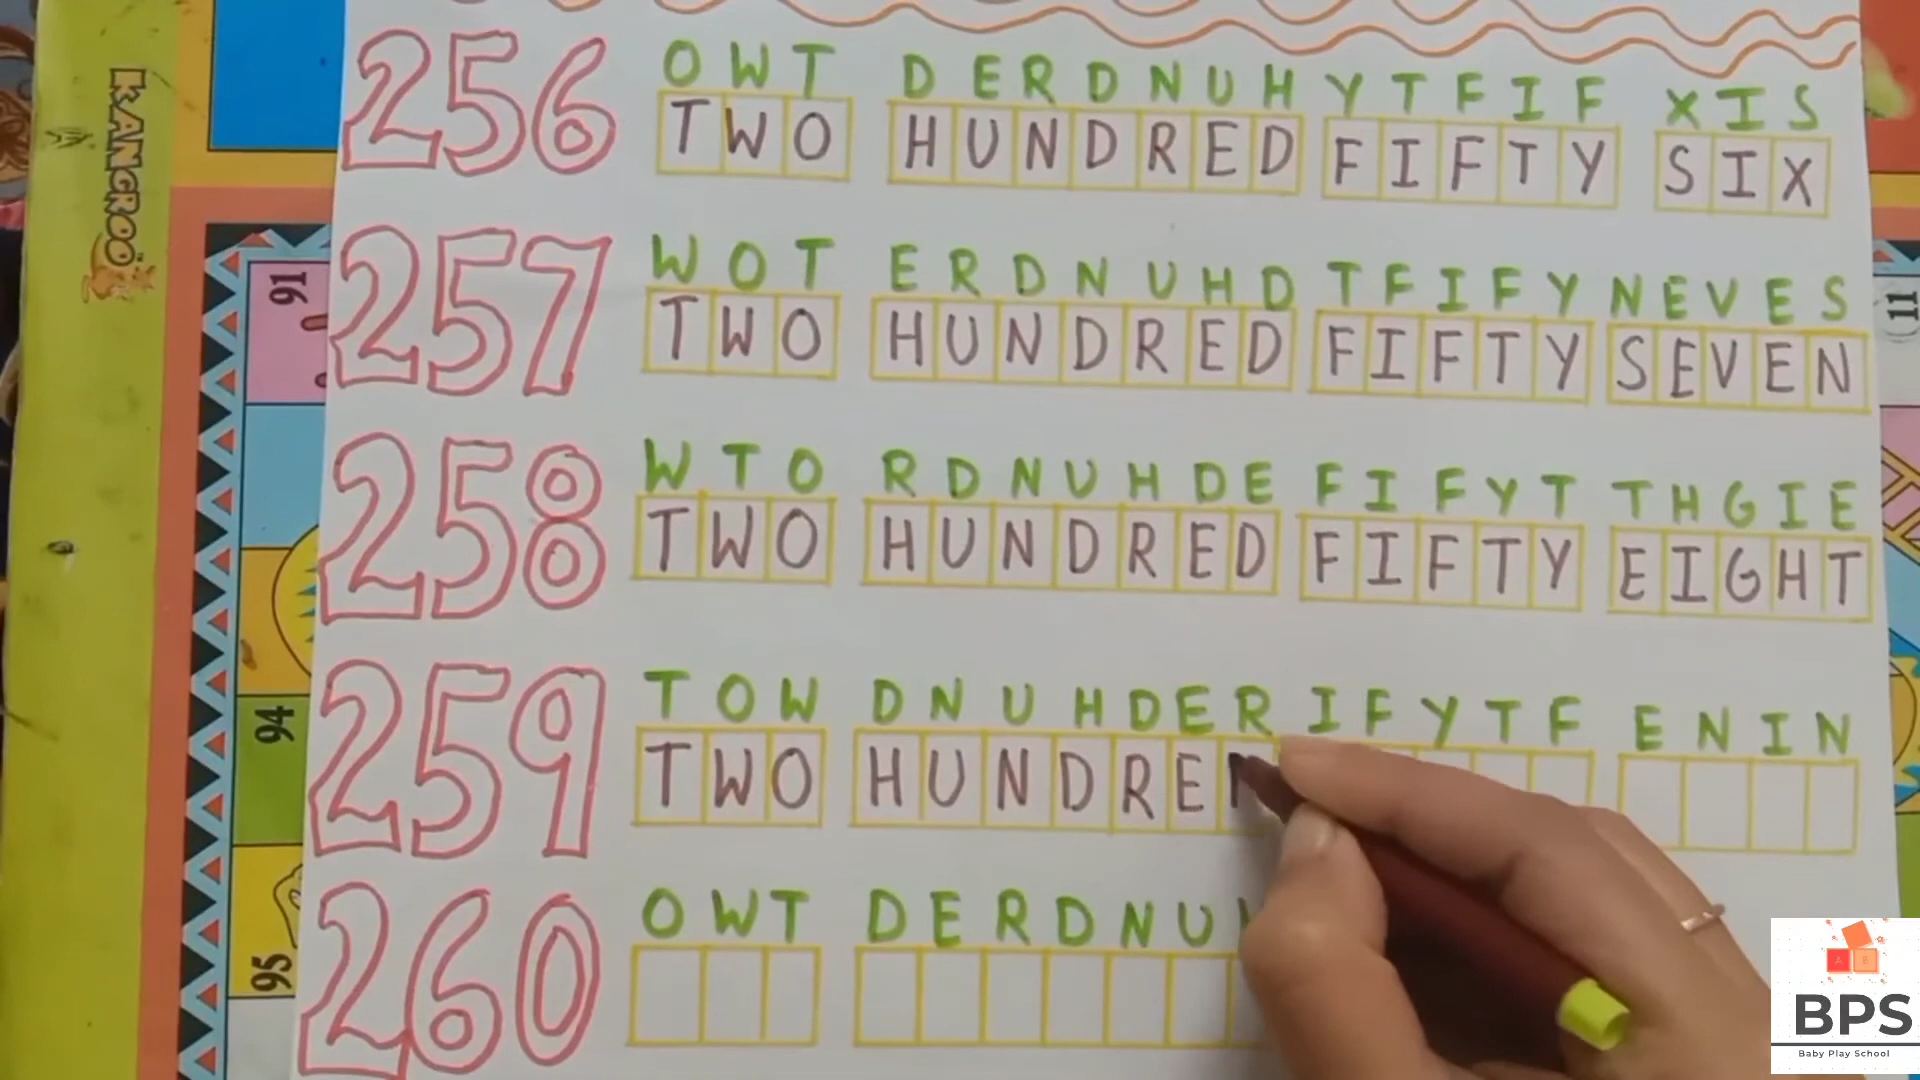 KANGROO
256 OWT DERDNUH YTFIF XIS
TWO HUNDRED FIFTY SIX
91
257 WOT ERDNUHD TFIFY NEVES
TWO HUNDRED FIFTY SEVEN
11
258 WTO RDNUHDE FIFYT THGIE
TWO HUNDRED FIFTY EIGHT
94
259 TOW DNUHDER IFYTF ENIN
TWO HUNDRE
95
260 OWT DERDNU
BPS
Baby Play School